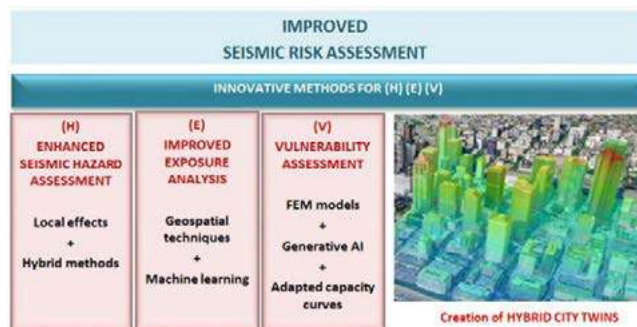 IMPROVED
SEISMIC RISK ASSESSMENT
INNOVATIVE METHODS FOR (H) (E) (V)
(H)
ENHANCED
SEISMIC HAZARD
ASSESSMENT
Local effects
+
Hybrid methods
(E)
IMPROVED
EXPOSURE
ANALYSIS
Geospatial
techniques
+
Machine learning
(V)
VULNERABILITY
ASSESSMENT
FEM models
+
Generative AI
+
Adapted capacity
curves
Creation of HYBRID CITY TWINS